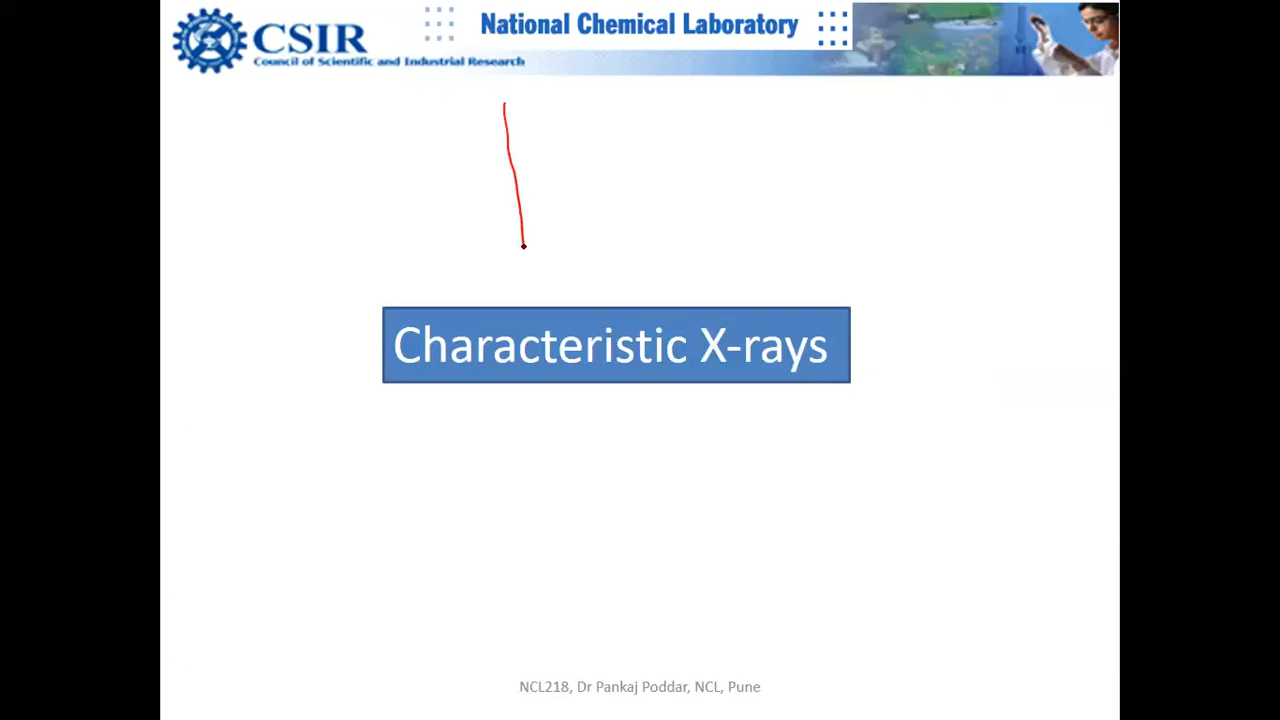 CSIR
Council of Scientific and Industrial Research
National Chemical Laboratory
Characteristic X-rays
NCL218, Dr Pankaj Poddar, NCL, Pune